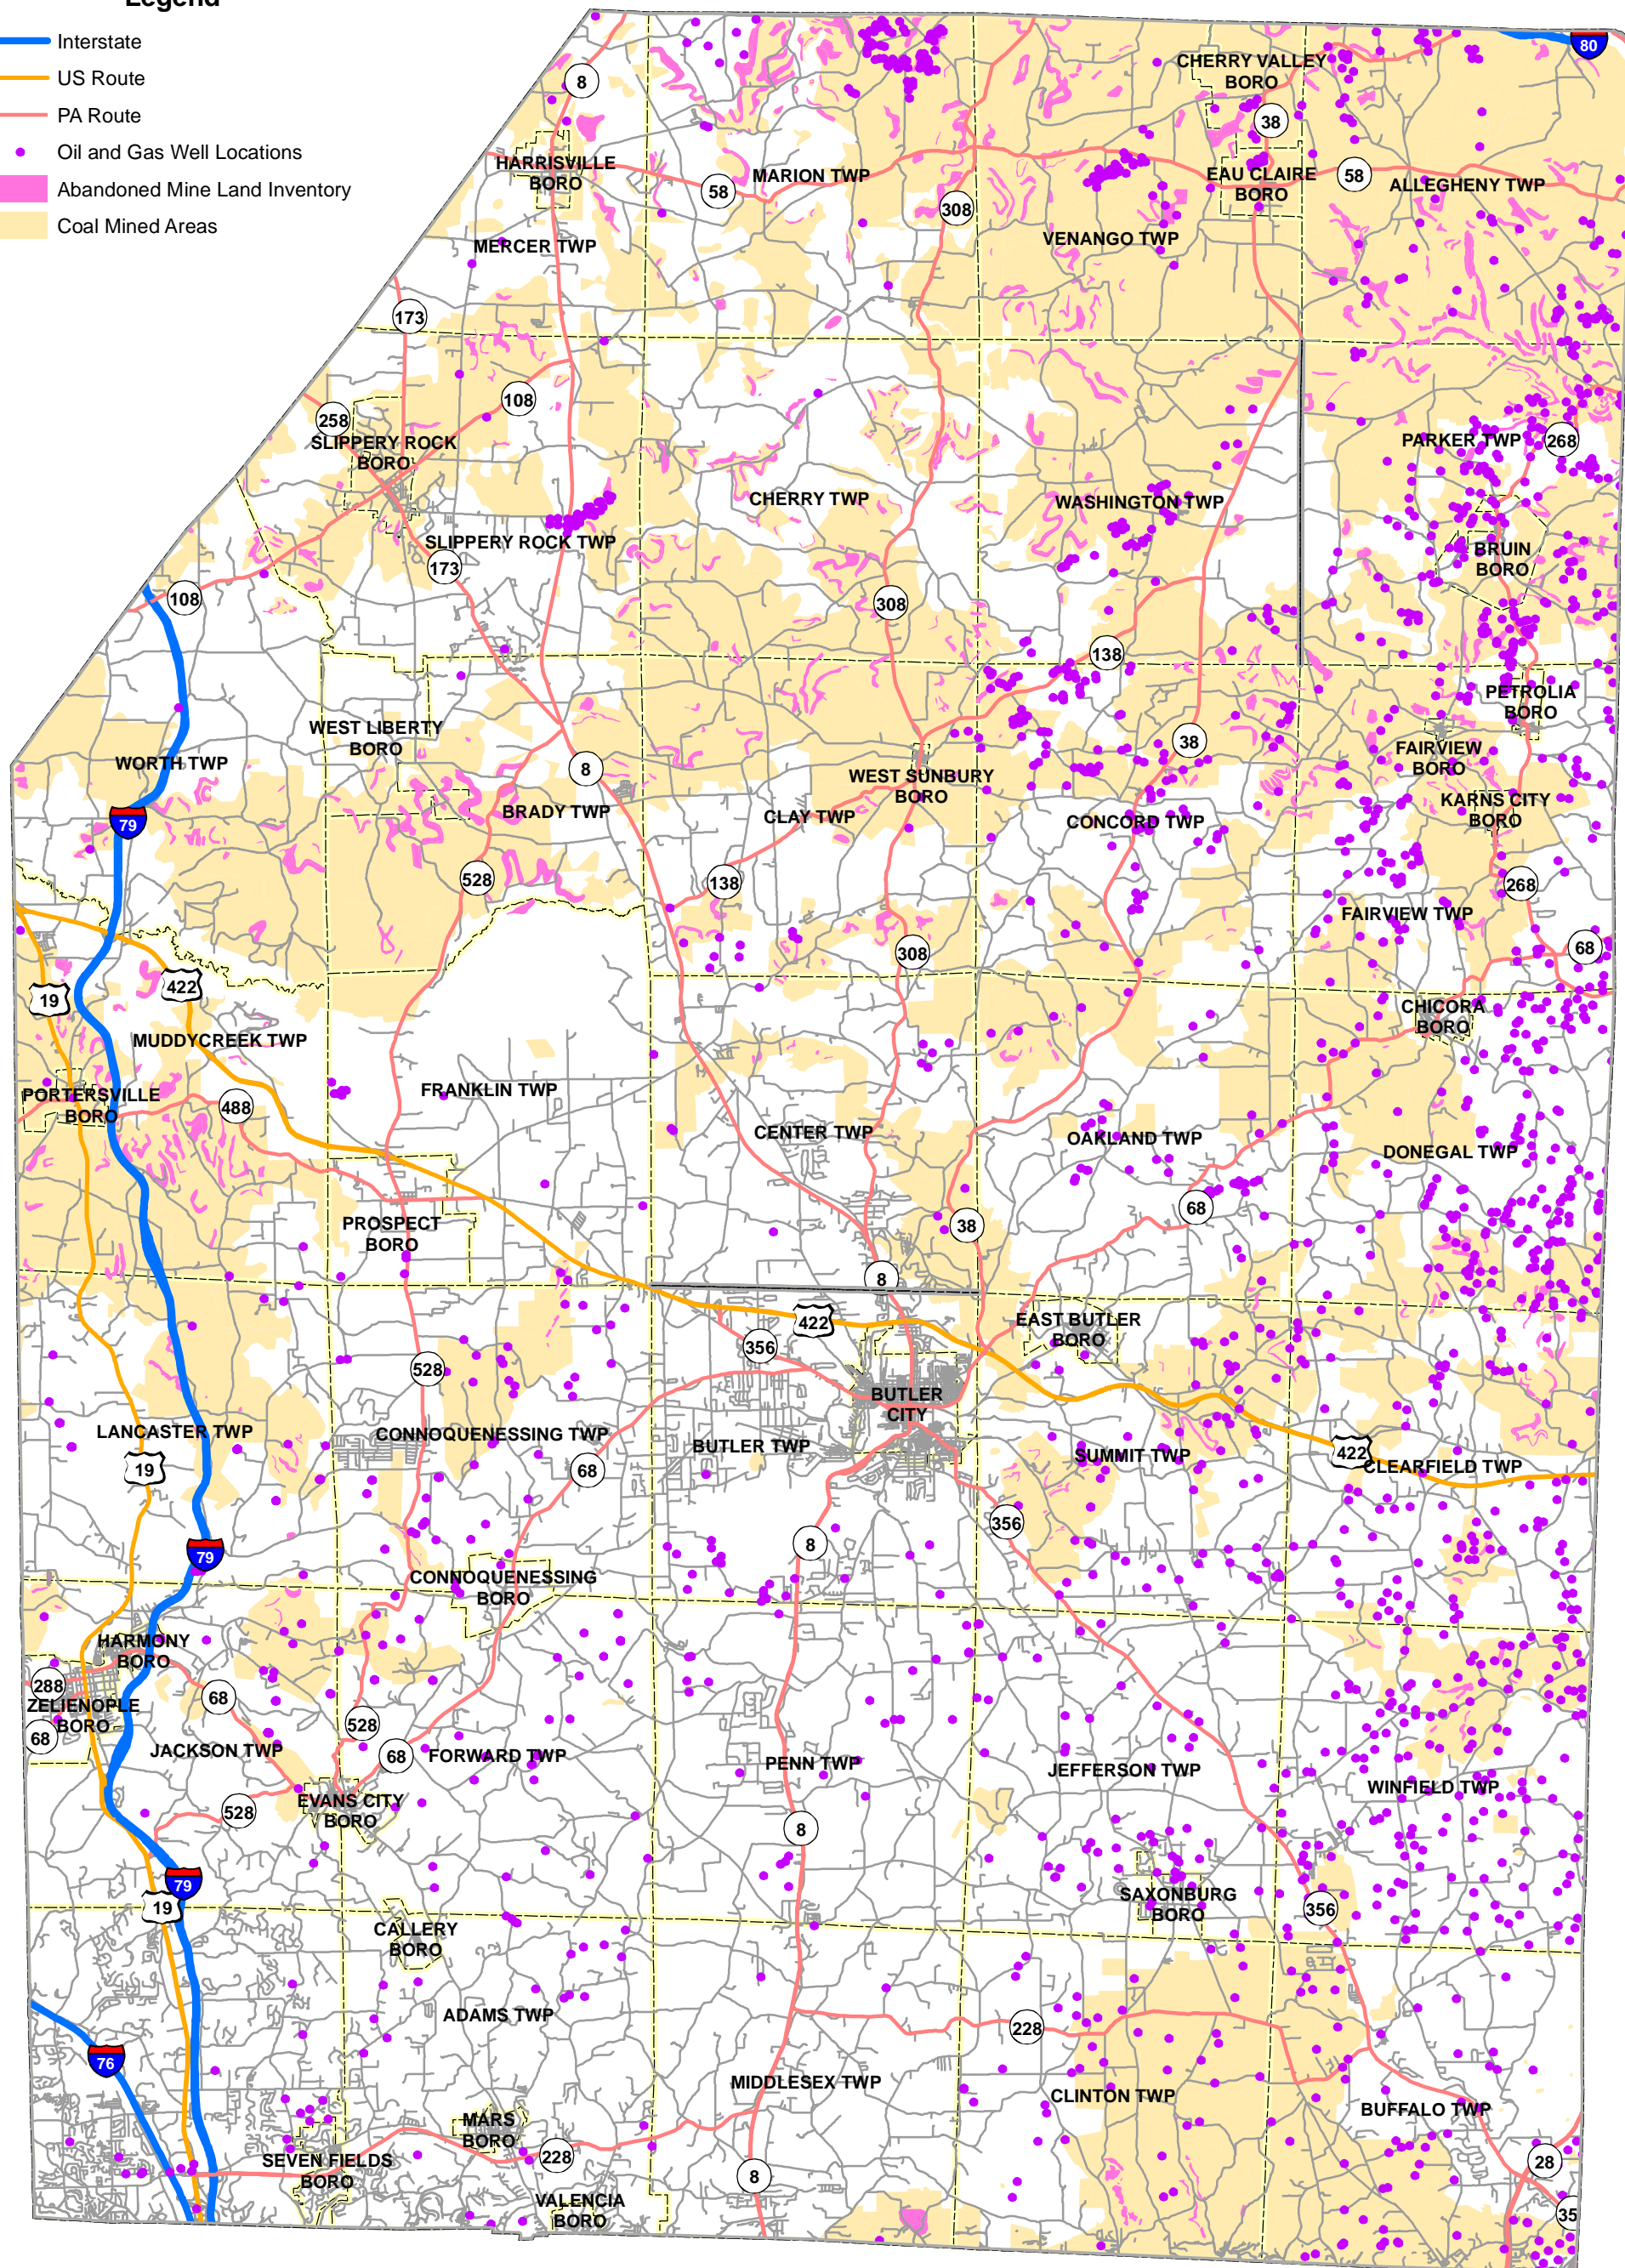 Legend
Interstate
US Route
PA Route
Oil and Gas Well Locations
Abandoned Mine Land Inventory
Coal Mined Areas
80
8
CHERRY VALLEY
BORO
38
HARRISVILLE
BORO
58
MARION TWP
EAU CLAIRE
BORO
58
ALLEGHENY TWP
308
MERCER TWP
VENANGO TWP
173
108
258
SLIPPERY ROCK
BORO
PARKER TWP
268
CHERRY TWP
WASHINGTON TWP
SLIPPERY ROCK TWP
173
BRUIN
BORO
108
308
138
PETROLIA
BORO
WEST LIBERTY
BORO
38
WORTH TWP
8
FAIRVIEW
BORO
WEST SUNBURY
BORO
79
BRADY TWP
CLAY TWP
CONCORD TWP
KARNS CITY
BORO
528
138
268
FAIRVIEW TWP
308
68
19
422
CHICORA
BORO
MUDDYCREEK TWP
PORTERSVILLE
BORO
488
FRANKLIN TWP
CENTER TWP
OAKLAND TWP
DONEGAL TWP
68
PROSPECT
BORO
38
8
422
356
EAST BUTLER
BORO
528
BUTLER
CITY
LANCASTER TWP
CONNOQUENESSING TWP
BUTLER TWP
SUMMIT TWP
422
CLEARFIELD TWP
19
68
356
79
8
CONNOQUENESSING
BORO
HARMONY
BORO
288
68
ZELIENOPLE
BORO
68
528
JACKSON TWP
68
FORWARD TWP
PENN TWP
JEFFERSON TWP
WINFIELD TWP
528
EVANS CITY
BORO
8
79
19
SAXONBURG
BORO
356
CALLERY
BORO
ADAMS TWP
228
76
MIDDLESEX TWP
CLINTON TWP
BUFFALO TWP
MARS
BORO
SEVEN FIELDS
BORO
228
8
28
VALENCIA
BORO
35